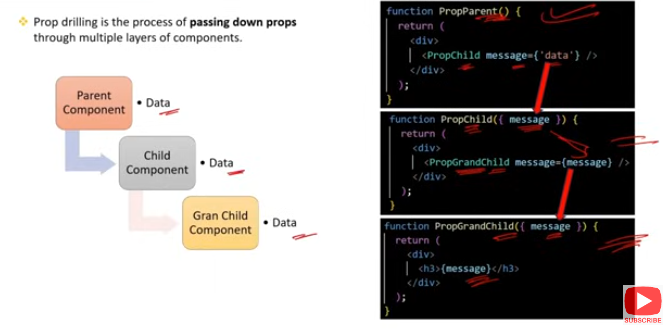 Prop drilling is the process of passing down props
through multiple layers of components.
Parent
Component
• Data
Child
Component
• Data
Gran Child
Component
• Data
function PropParent() {
return (
<div>
<PropChild message={'data'} />
</div>
);
}
function PropChild({ message }) {
return (
<div>
<PropGrandChild message={message} />
</div>
);
}
function PropGrandChild({ message }) {
return (
<div>
<h3>{message}</h3>
</div>
);
}
SUBSCRIBE